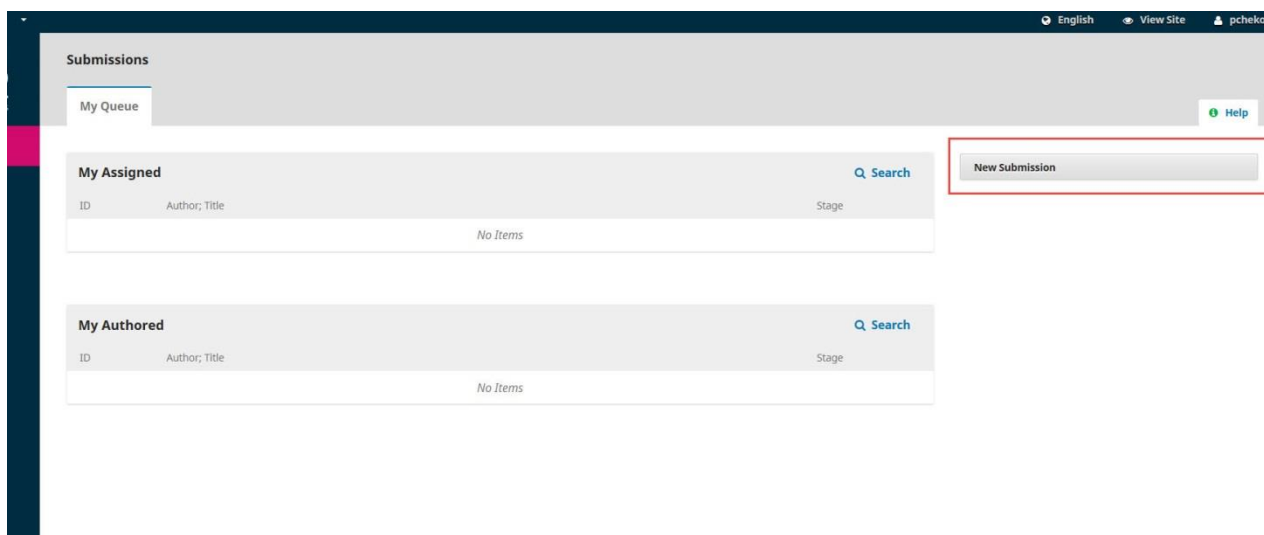 English View Site pcheko
Submissions
My Queue
Help
My Assigned Search
New Submission
ID Author; Title Stage
No Items
My Authored Search
ID Author; Title Stage
No Items